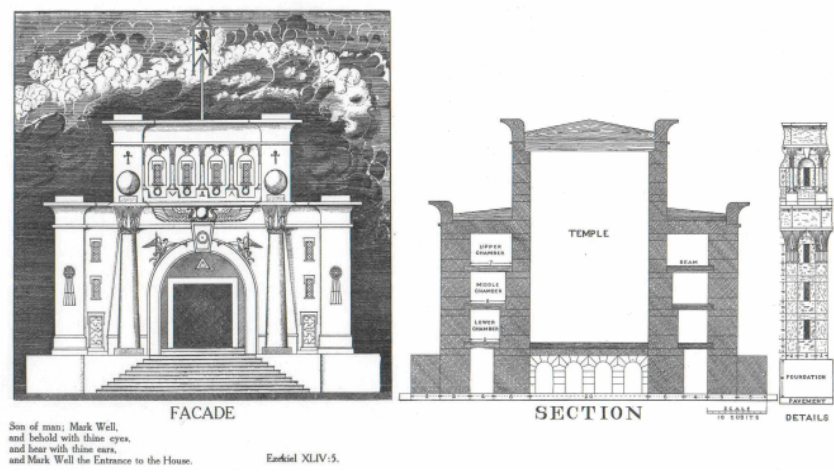 FACADE
Son of man; Mark Well,
and behold with thine eyes,
and hear with thine ears,
and Mark Well the Entrance to the House.
Ezekiel XLIV:5.
UPPER
CHAMBER
MIDDLE
CHAMBER
LOWER
CHAMBER
TEMPLE
BEAM
SECTION
SCALE
10 CUBITS
FOUNDATION
PAVEMENT
DETAILS